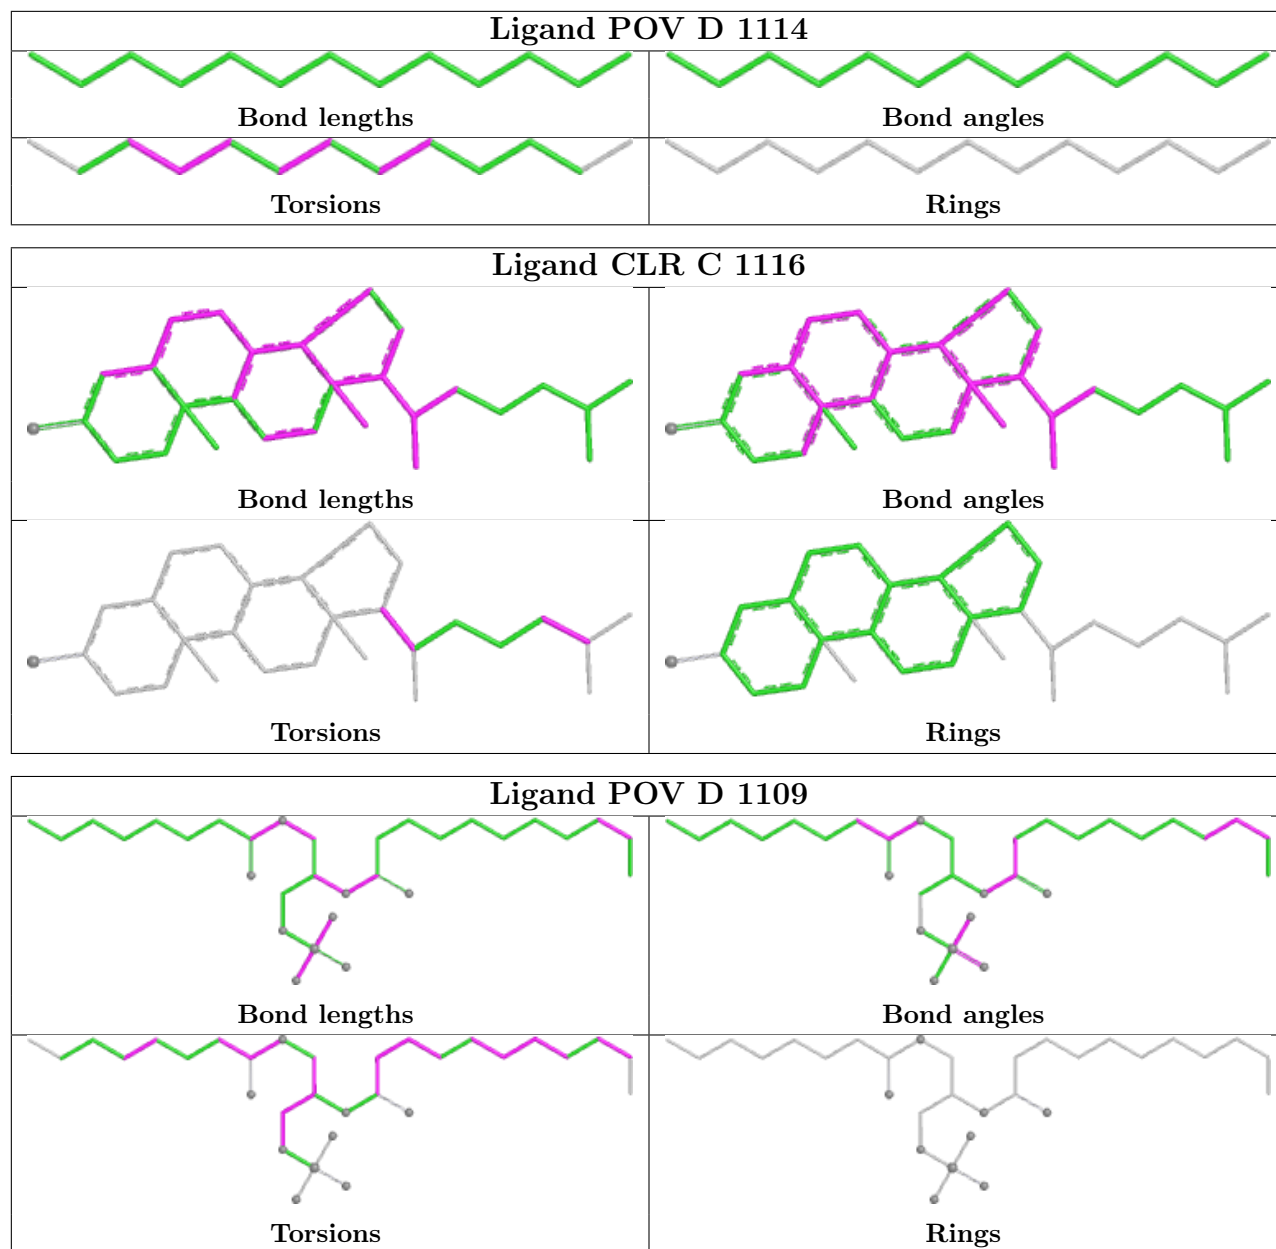 Ligand POV D 1114
Bond lengths
Bond angles
Torsions
Rings
Ligand CLR C 1116
Bond lengths
Bond angles
Torsions
Rings
Ligand POV D 1109
Bond lengths
Bond angles
Torsions
Rings